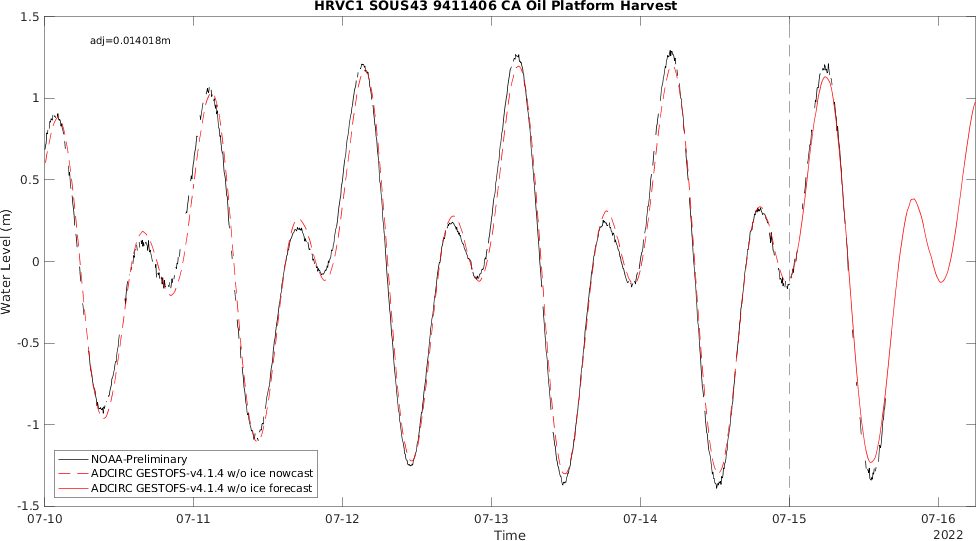 HRVC1 SOUS43 9411406 CA Oil Platform Harvest
adj=0.014018m
1.5
1
0.5
0
-0.5
-1
-1.5
Water Level (m)
NOAA-Preliminary
ADCIRC GESTOFS-v4.1.4 w/o ice nowcast
ADCIRC GESTOFS-v4.1.4 w/o ice forecast
07-10 07-11 07-12 07-13 07-14 07-15 07-16
Time
2022